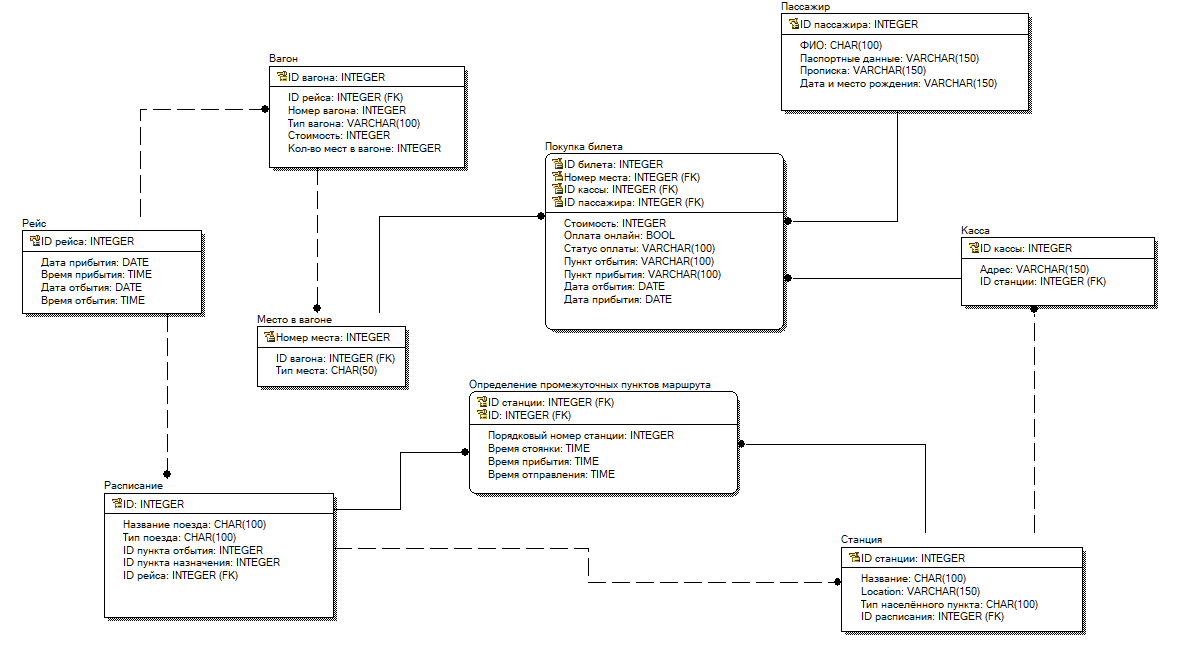 Пассажир
ID пассажира: INTEGER
ФИО: CHAR(100)
Паспортные данные: VARCHAR(150)
Прописка: VARCHAR(150)
Дата и место рождения: VARCHAR(150)
Вагон
ID вагона: INTEGER
ID рейса: INTEGER (FK)
Номер вагона: INTEGER
Тип вагона: VARCHAR(100)
Стоимость: INTEGER
Кол-во мест в вагоне: INTEGER
Покупка билета
ID билета: INTEGER
Номер места: INTEGER (FK)
ID кассы: INTEGER (FK)
ID пассажира: INTEGER (FK)
Стоимость: INTEGER
Оплата онлайн: BOOL
Статус оплаты: VARCHAR(100)
Пункт отбытия: VARCHAR(100)
Пункт прибытия: VARCHAR(100)
Дата отбытия: DATE
Дата прибытия: DATE
Рейс
ID рейса: INTEGER
Дата прибытия: DATE
Время прибытия: TIME
Дата отбытия: DATE
Время отбытия: TIME
Касса
ID кассы: INTEGER
Адрес: VARCHAR(150)
ID станции: INTEGER (FK)
Место в вагоне
Номер места: INTEGER
ID вагона: INTEGER (FK)
Тип места: CHAR(50)
Определение промежуточных пунктов маршрута
ID станции: INTEGER (FK)
ID: INTEGER (FK)
Порядковый номер станции: INTEGER
Время стоянки: TIME
Время прибытия: TIME
Время отправления: TIME
Расписание
ID: INTEGER
Название поезда: CHAR(100)
Тип поезда: CHAR(100)
ID пункта отбытия: INTEGER
ID пункта назначения: INTEGER
ID рейса: INTEGER (FK)
Станция
ID станции: INTEGER
Название: CHAR(100)
Location: VARCHAR(150)
Тип населённого пункта: CHAR(100)
ID расписания: INTEGER (FK)